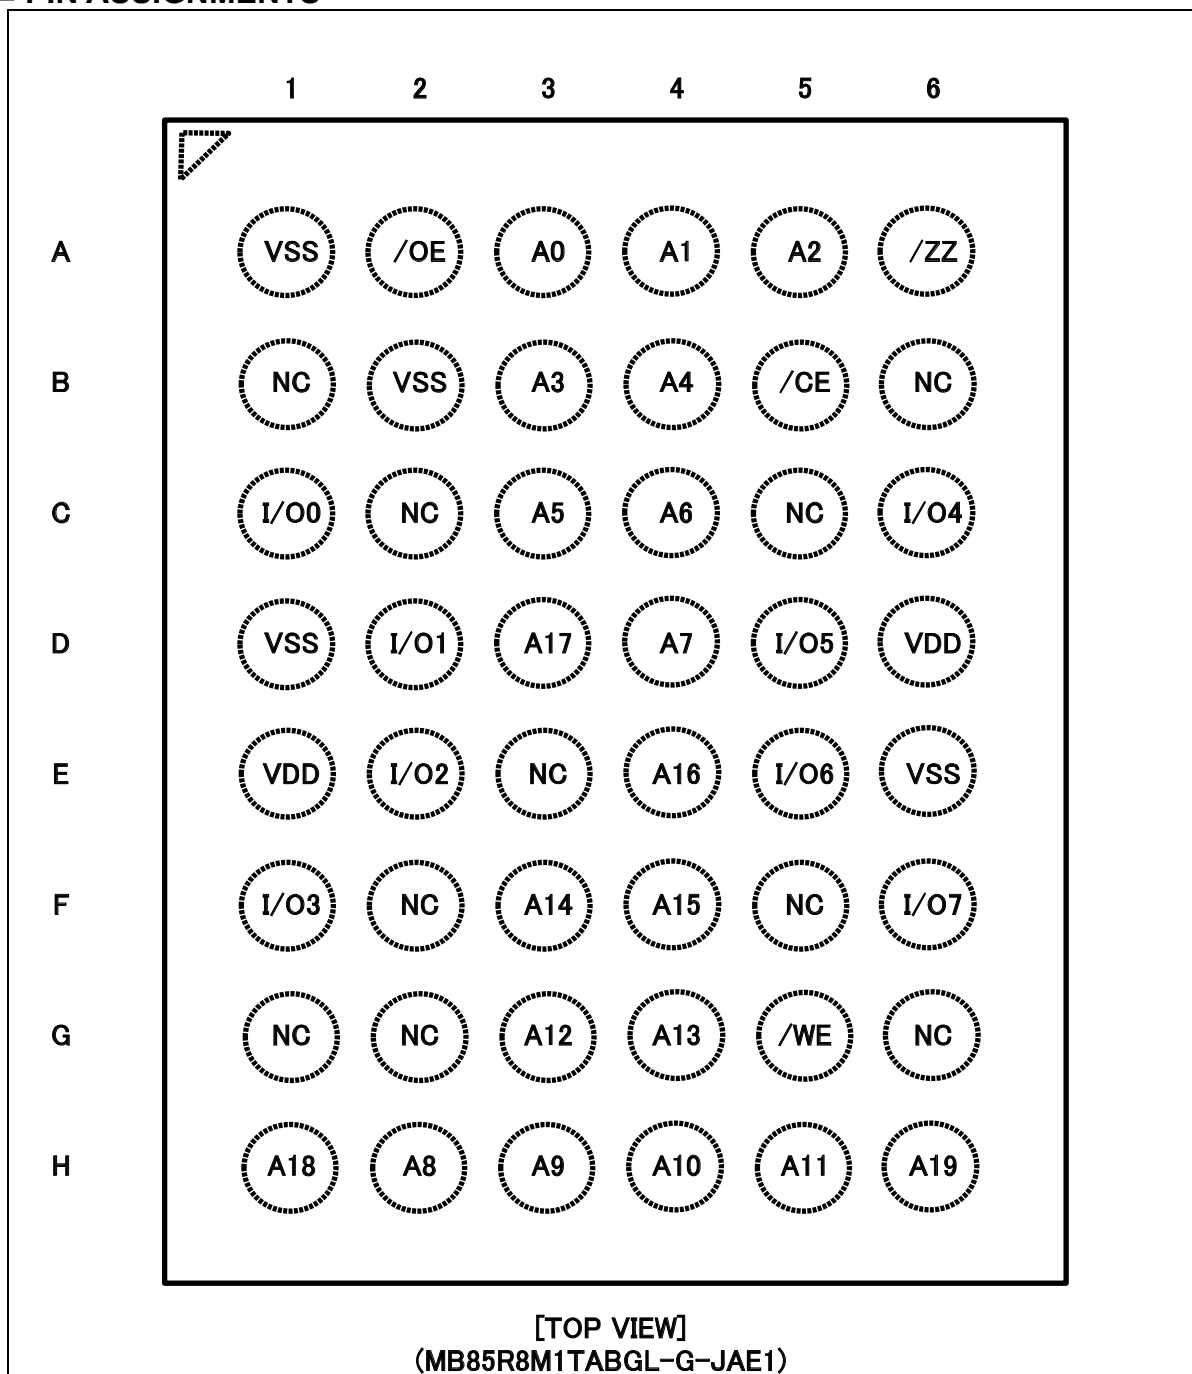 PIN ASSIGNMENTS
1 2 3 4 5 6
A VSS /OE A0 A1 A2 /ZZ
B NC VSS A3 A4 /CE NC
C I/O0 NC A5 A6 NC I/O4
D VSS I/O1 A17 A7 I/O5 VDD
E VDD I/O2 NC A16 I/O6 VSS
F I/O3 NC A14 A15 NC I/O7
G NC NC A12 A13 /WE NC
H A18 A8 A9 A10 A11 A19
[TOP VIEW]
(MB85R8M1TABGL-G-JAE1)